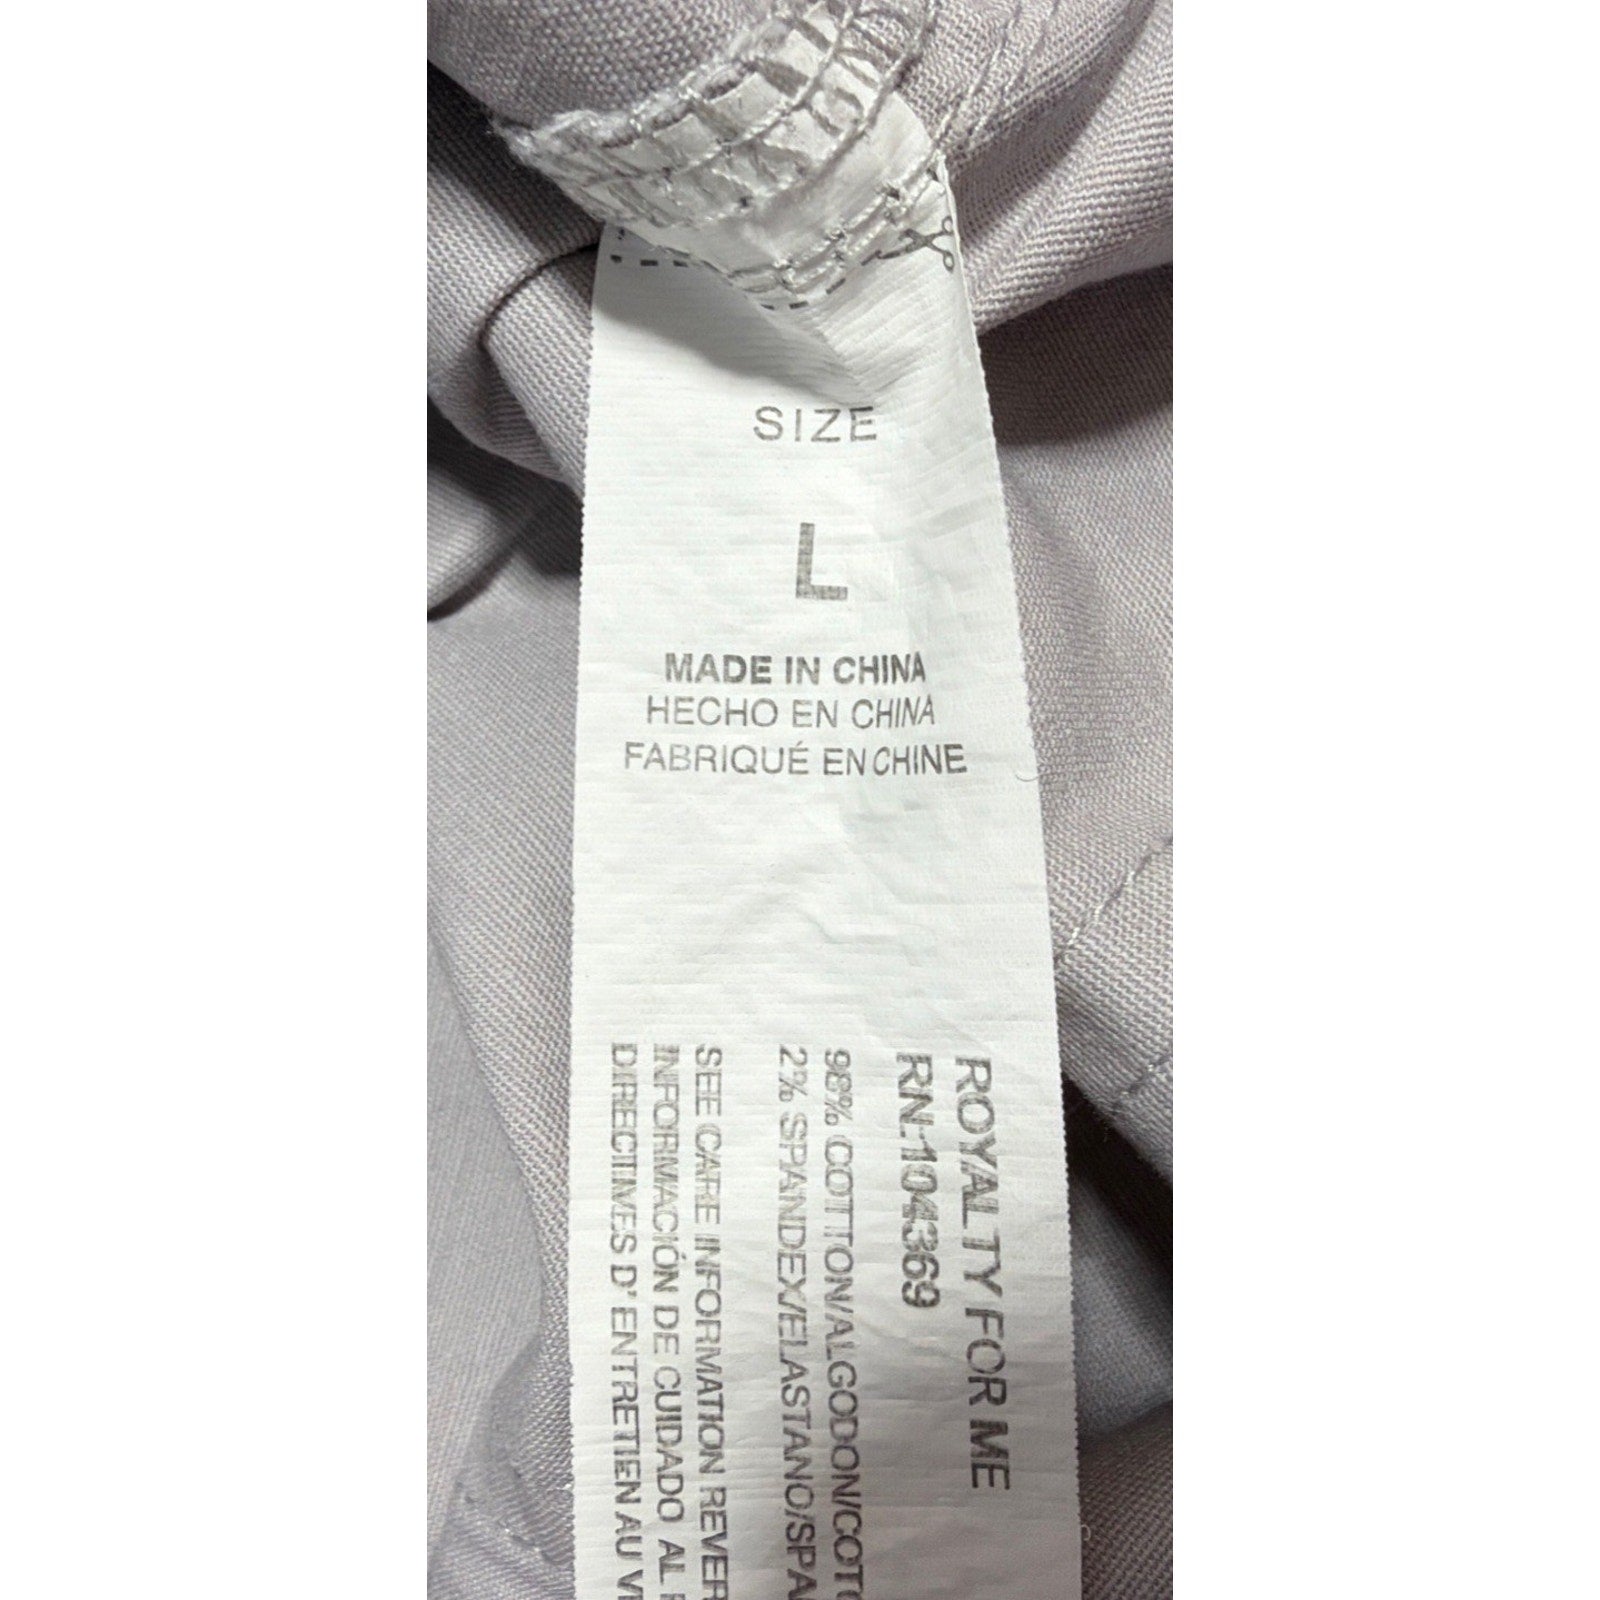 SIZE
L
MADE IN CHINA
HECHO EN CHINA
FABRIQUÉ EN CHINE
ROYALTY FOR ME
RN:104369
98% COTTON/ALGODON/COTO
2% SPANDEX/ELASTANO/SPA
SEE CARE INFORMATION REVER
INFORMACIÓN DE CUIDADO AL
DIRECTIVES D'ENTRETIEN AU